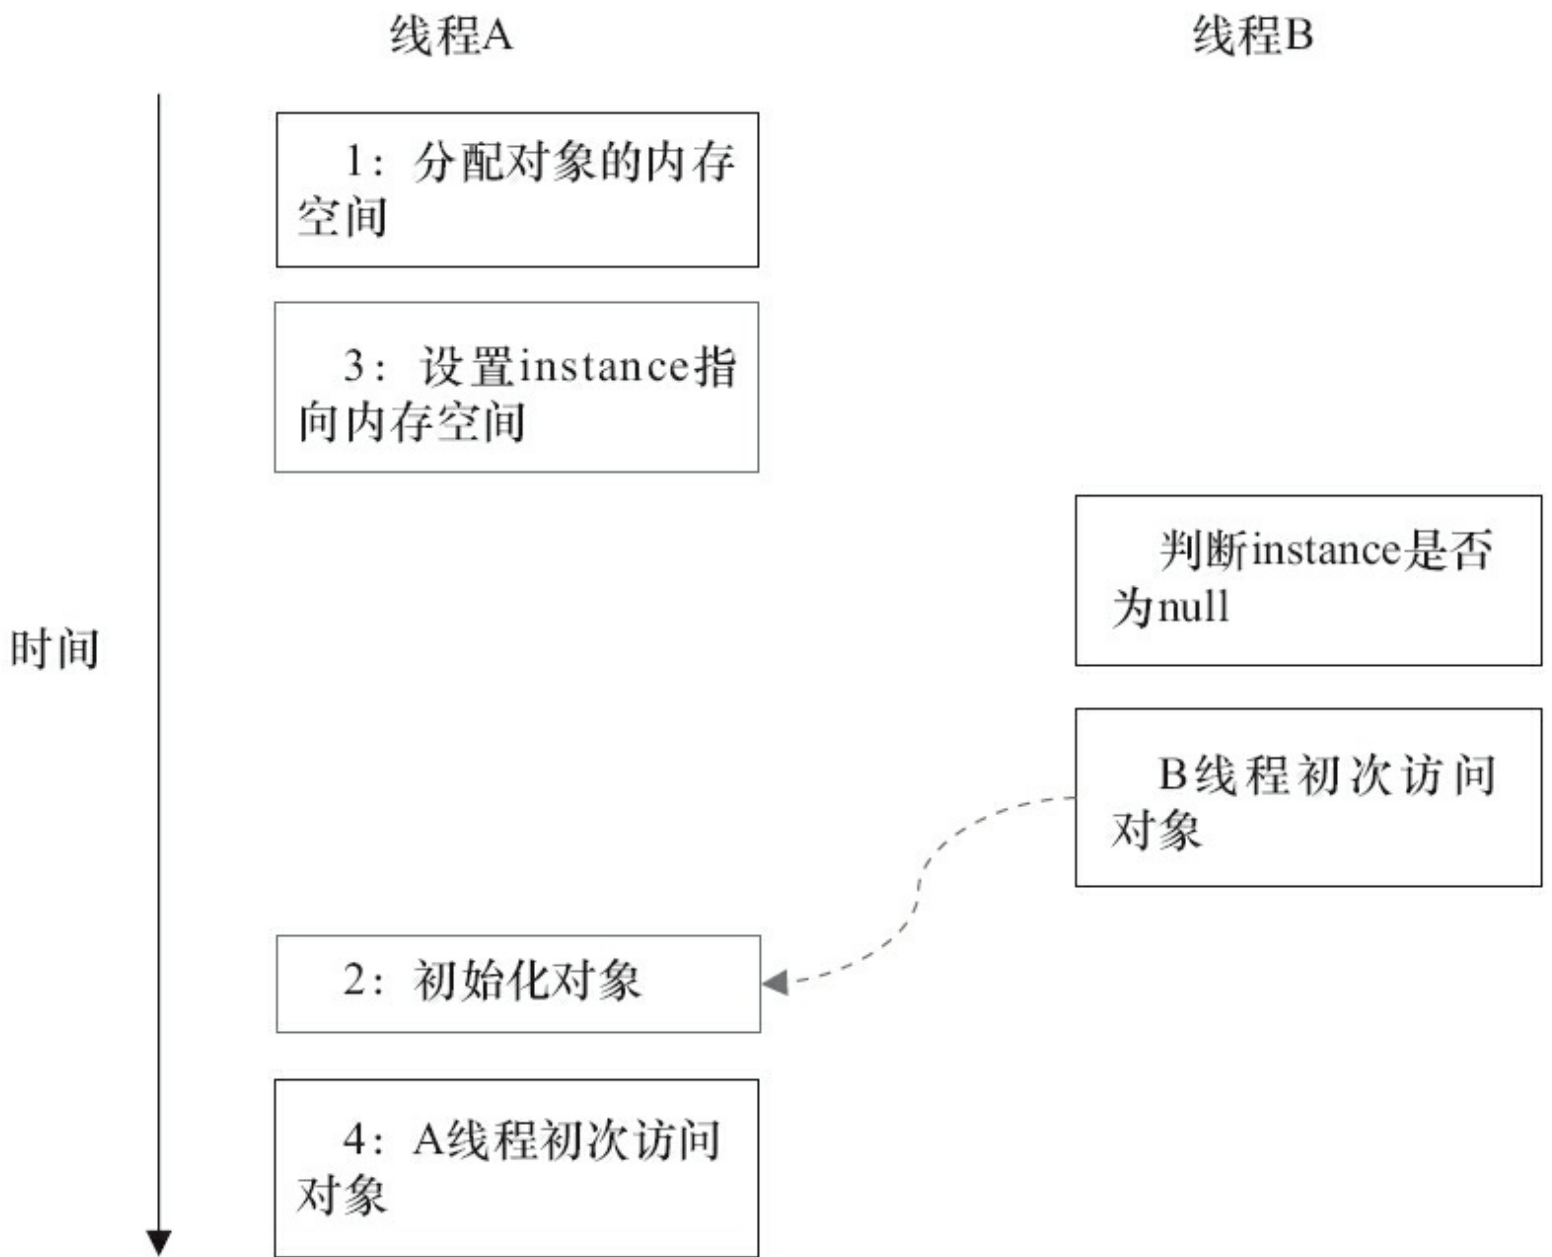 线程A
线程B
1：分配对象的内存
空间
3：设置instance指
向内存空间
判断instance是否
为null
时间
B线程初次访问
对象
2：初始化对象
4：A线程初次访问
对象